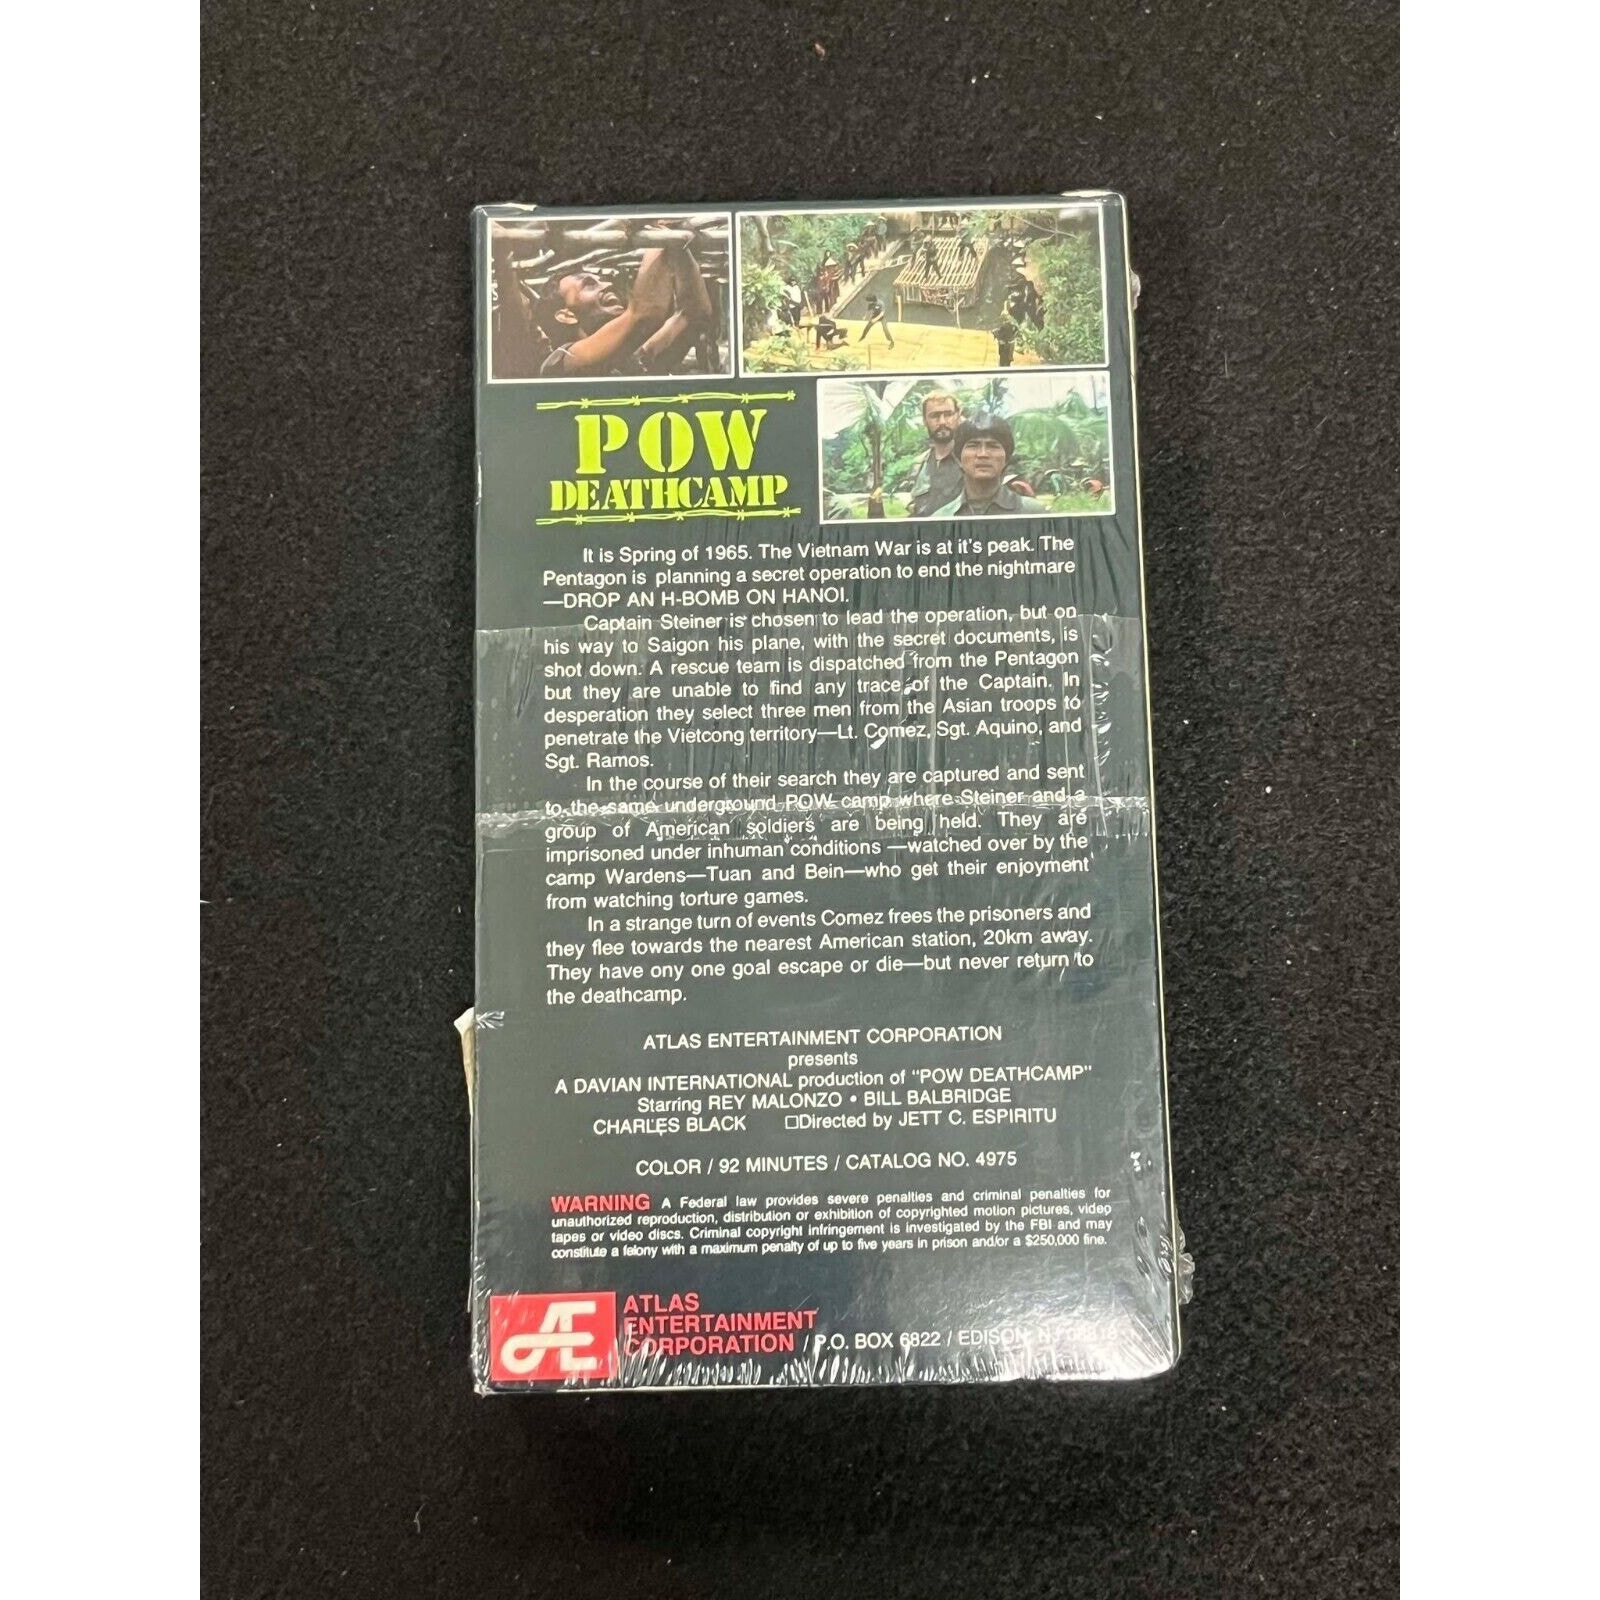 POW
DEATHCAMP
It is Spring of 1965. The Vietnam War is at it's peak. The
Pentagon is planning a secret operation to end the nightmare
—DROP AN H-BOMB ON HANOI.
Captain Steiner is chosen to lead the operation, but on
his way to Saigon his plane, with the secret documents, is
shot down. A rescue team is dispatched from the Pentagon
but they are unable to find any trace of the Captain. In
desperation they select three men from the Asian troops to
penetrate the Vietcong territory—Lt. Comez, Sgt. Aquino, and
Sgt. Ramos.
In the course of their search they are captured and sent
to the same underground POW camp where Steiner and a
group of American soldiers are being held. They are
imprisoned under inhuman conditions —watched over by the
camp Wardens—Tuan and Bein—who get their enjoyment
from watching torture games.
In a strange turn of events Comez frees the prisoners and
they flee towards the nearest American station, 20km away.
They have ony one goal escape or die—but never return to
the deathcamp.
ATLAS ENTERTAINMENT CORPORATION
presents
A DAVIAN INTERNATIONAL production of "POW DEATHCAMP"
Starring REY MALONZO • BILL BALBRIDGE
CHARLES BLACK □Directed by JETT C. ESPIRITU
COLOR / 92 MINUTES / CATALOG NO. 4975
WARNING A Federal law provides severe penalties and criminal penalties for
unauthorized reproduction, distribution or exhibition of copyrighted motion pictures, video
tapes or video discs. Criminal copyright infringement is investigated by the FBI and may
constitute a felony with a maximum penalty of up to five years in prison and/or a $250,000 fine.
AE
ATLAS
ENTERTAINMENT
CORPORATION / P.O. BOX 6822 / EDISON, NJ